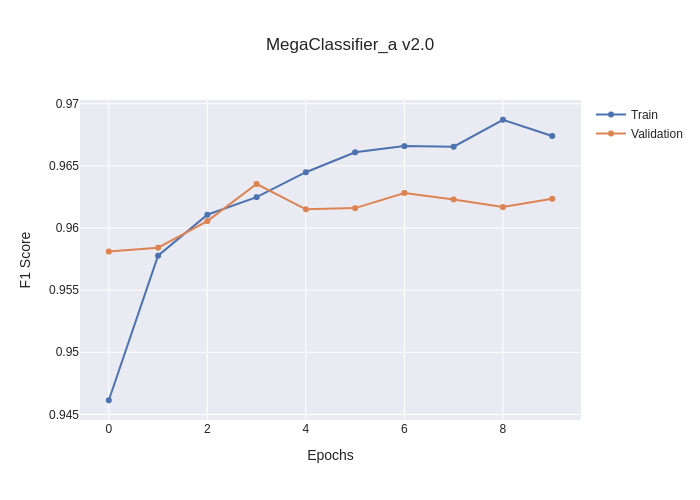 MegaClassifier_a v2.0
0.97
0.965
0.96
0.955
0.95
0.945
F1 Score
0 2 4 6 8
Epochs
Train
Validation